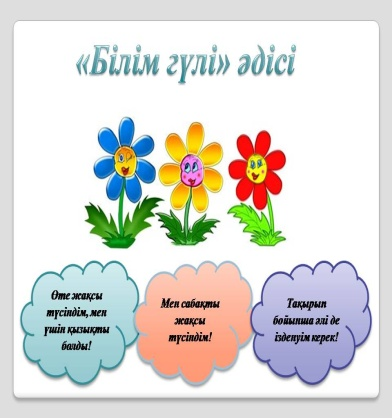 «Білім гүлі» әдісі
Өте жақсы
түсіндім, мен
үшін қызықты
болды!
Мен сабақты
жақсы
түсіндім!
Тақырып
бойынша әлі де
ізденуім керек!